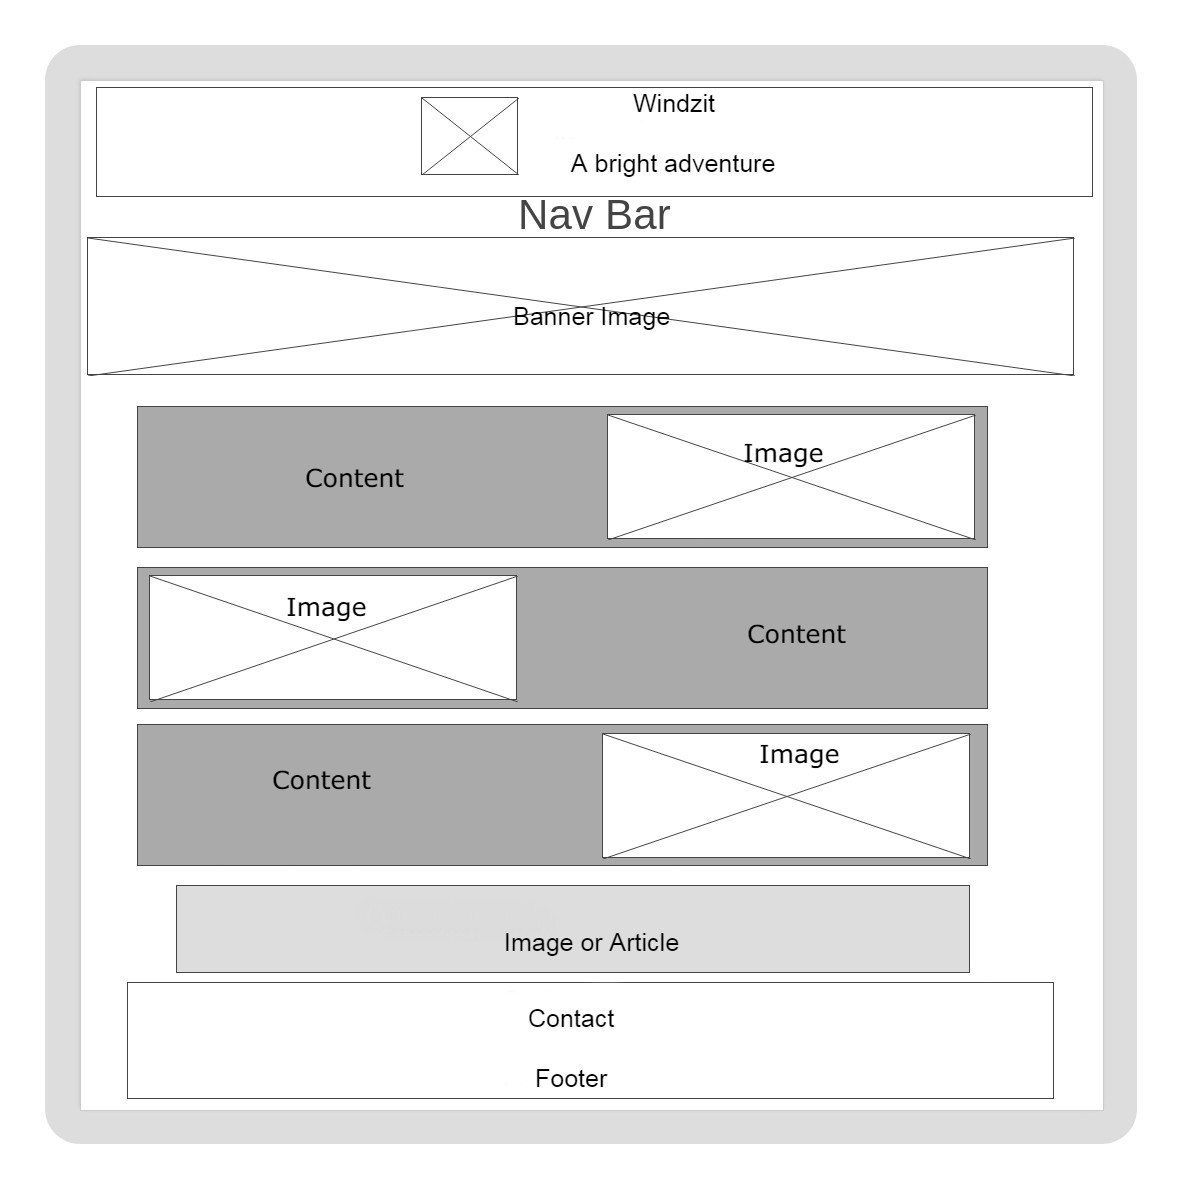 Windzit
A bright adventure
Nav Bar
Banner Image
Content
Image
Image
Content
Content
Image
Image or Article
Contact
Footer